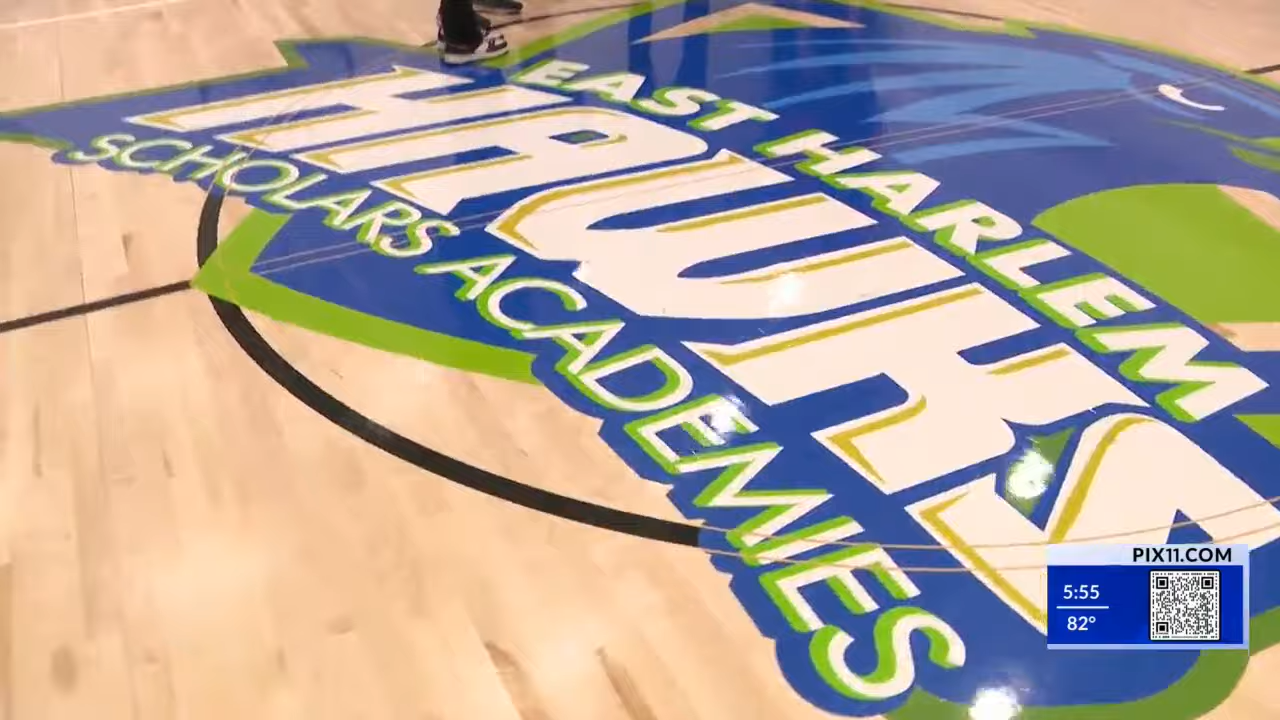 EAST HARLEM
HAWKS
SCHOLARS ACADEMIES
PIX11.COM
5:55
82°